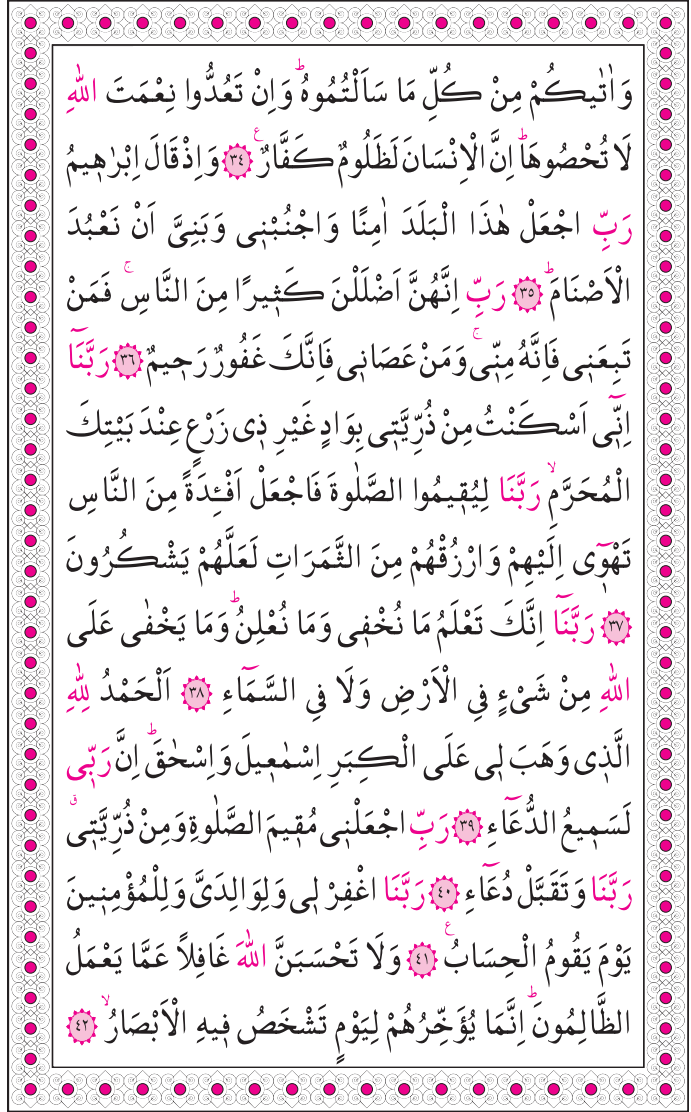 وَاٰتٰيكُمْ مِنْ كُلِّ مَا سَاَلْتُمُوهُۜ وَاِنْ تَعُدُّوا نِعْمَتَ اللّٰهِ
لَا تُحْصُوهَاۜ اِنَّ الْاِنْسَانَ لَظَلُومٌ كَفَّارٌ۟ ﴿٣٤﴾ وَاِذْ قَالَ اِبْرٰه۪يمُ
رَبِّ اجْعَلْ هٰذَا الْبَلَدَ اٰمِنًا وَاجْنُبْن۪ي وَبَنِيَّ اَنْ نَعْبُدَ
الْاَصْنَامَۜ ﴿٣٥﴾ رَبِّ اِنَّهُنَّ اَضْلَلْنَ كَث۪يرًا مِنَ النَّاسِۚ فَمَنْ
تَبِعَن۪ي فَاِنَّهُ مِنّ۪يۚ وَمَنْ عَصَان۪ي فَاِنَّكَ غَفُورٌ رَح۪يمٌ ﴿٣٦﴾ رَبَّنَٓا
اِنّ۪ٓي اَسْكَنْتُ مِنْ ذُرِّيَّت۪ي بِوَادٍ غَيْرِ ذ۪ي زَرْعٍ عِنْدَ بَيْتِكَ
الْمُحَرَّمِۙ رَبَّنَا لِيُق۪يمُوا الصَّلٰوةَ فَاجْعَلْ اَفْـِٔدَةً مِنَ النَّاسِ
تَهْو۪ٓي اِلَيْهِمْ وَارْزُقْهُمْ مِنَ الثَّمَرَاتِ لَعَلَّهُمْ يَشْكُرُونَ
﴿٣٧﴾ رَبَّنَٓا اِنَّكَ تَعْلَمُ مَا نُخْف۪ي وَمَا نُعْلِنُۜ وَمَا يَخْفٰى عَلَى
اللّٰهِ مِنْ شَيْءٍ فِي الْاَرْضِ وَلَا فِي السَّمَٓاءِ ﴿٣٨﴾ اَلْحَمْدُ لِلّٰهِ
الَّذ۪ي وَهَبَ ل۪ي عَلَى الْكِبَرِ اِسْمٰع۪يلَ وَاِسْحٰقَۜ اِنَّ رَبّ۪ي
لَسَم۪يعُ الدُّعَٓاءِ ﴿٣٩﴾ رَبِّ اجْعَلْن۪ي مُق۪يمَ الصَّلٰوةِ وَمِنْ ذُرِّيَّت۪يۗ
رَبَّنَا وَتَقَبَّلْ دُعَٓاءِ ﴿٤٠﴾ رَبَّنَا اغْفِرْ ل۪ي وَلِوَالِدَيَّ وَلِلْمُؤْمِن۪ينَ
يَوْمَ يَقُومُ الْحِسَابُ۟ ﴿٤١﴾ وَلَا تَحْسَبَنَّ اللّٰهَ غَافِلًا عَمَّا يَعْمَلُ
الظَّالِمُونَۜ اِنَّمَا يُؤَخِّرُهُمْ لِيَوْمٍ تَشْخَصُ ف۪يهِ الْاَبْصَارُۙ ﴿٤٢﴾